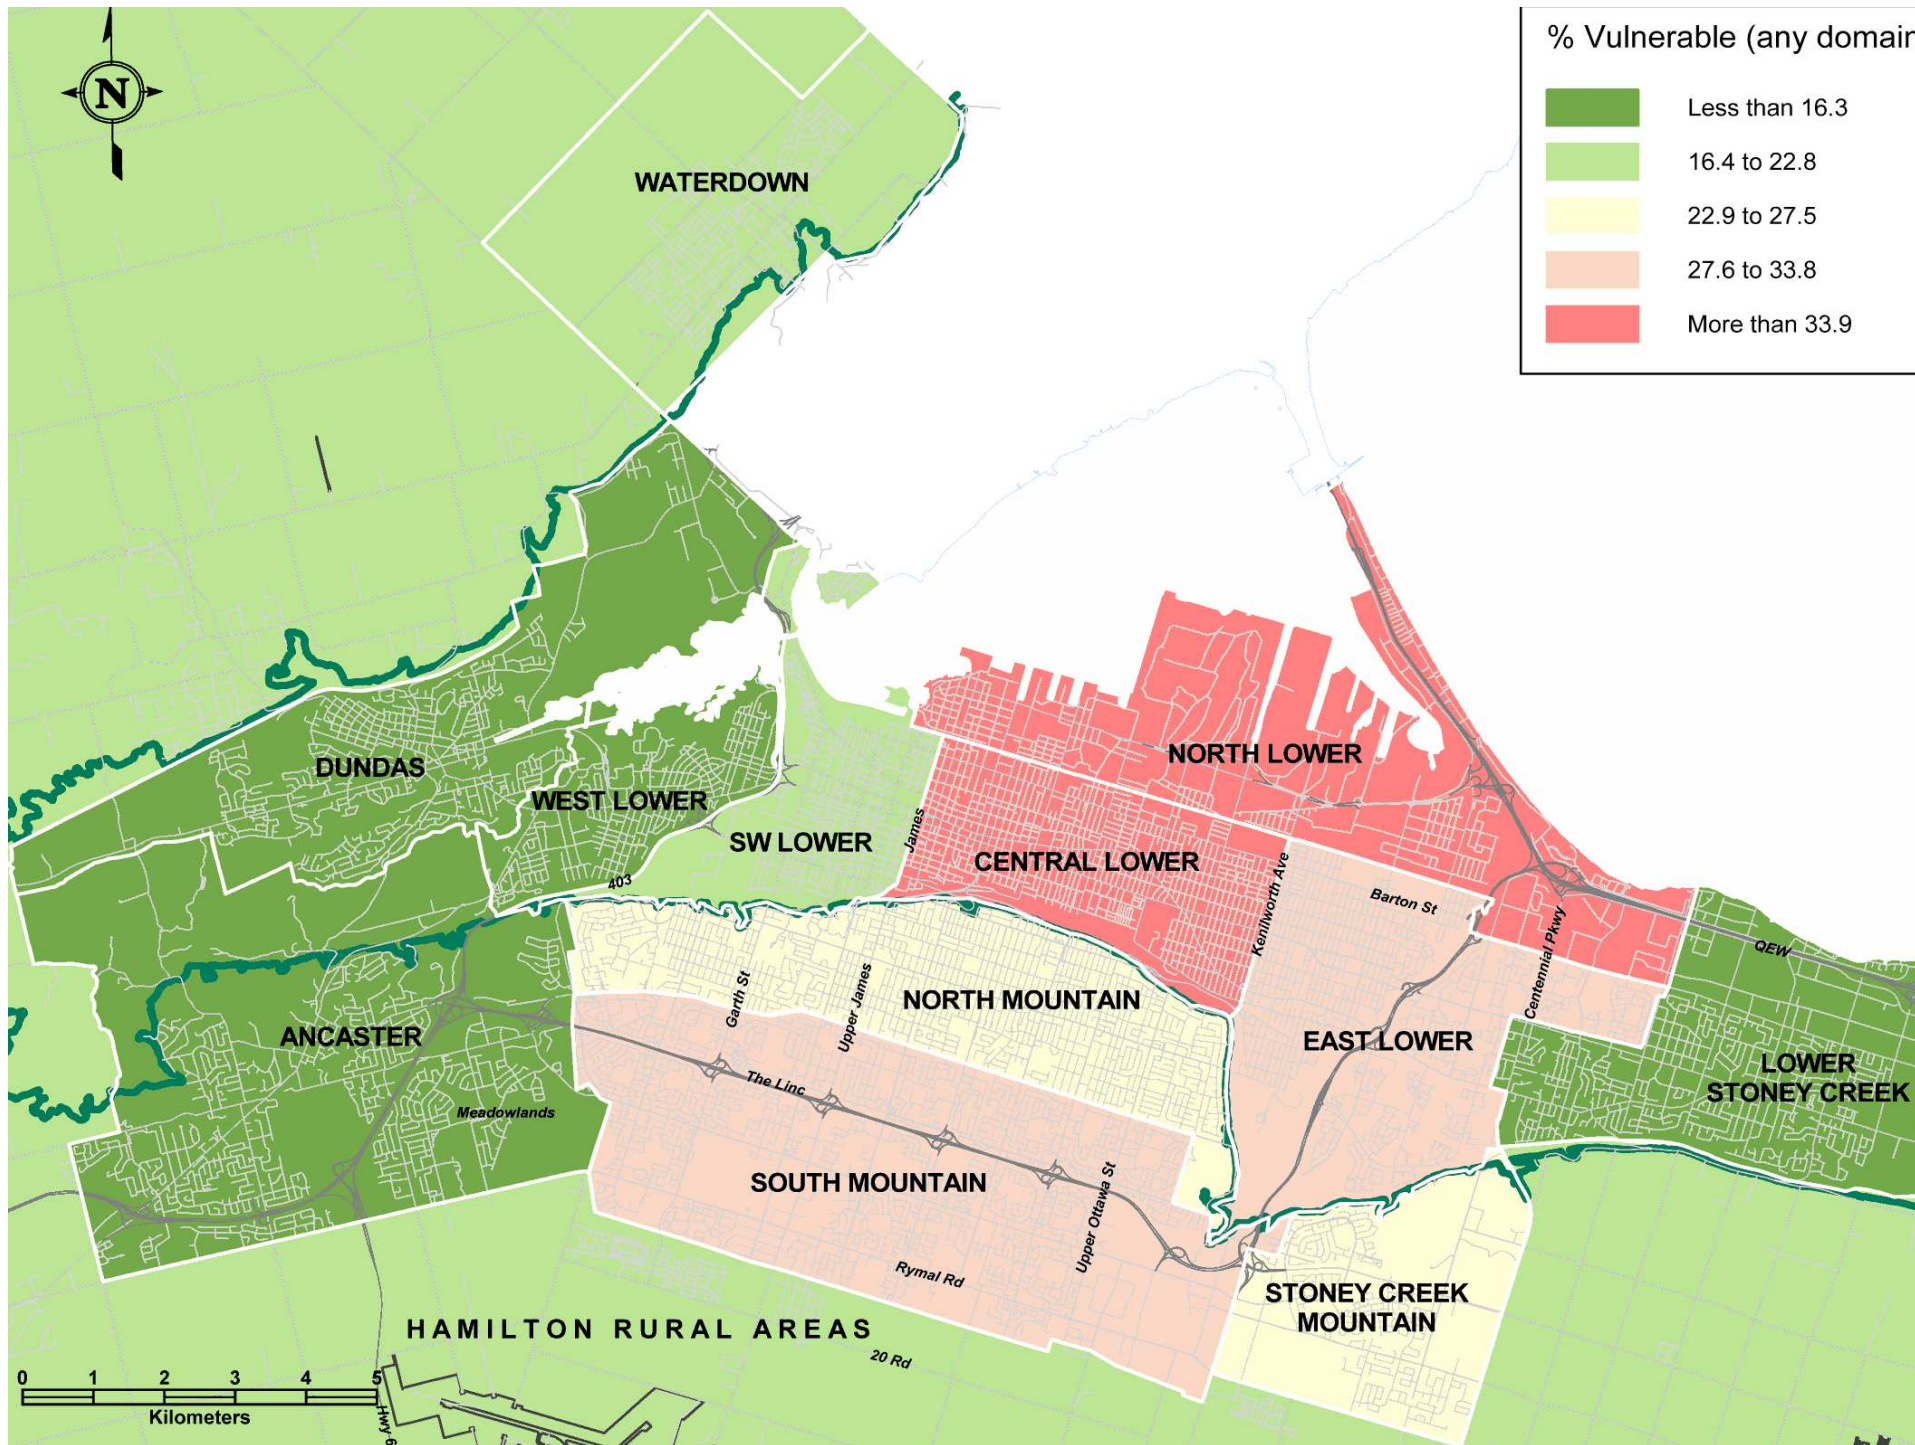 % Vulnerable (any domain
Less than 16.3
16.4 to 22.8
22.9 to 27.5
27.6 to 33.8
More than 33.9
N
WATERDOWN
DUNDAS
WEST LOWER
SW LOWER
James
403
NORTH LOWER
CENTRAL LOWER
Kenilworth Ave
Barton St
Centennial Pkwy
QEW
ANCASTER
Meadowlands
Garth St
Upper James
NORTH MOUNTAIN
EAST LOWER
LOWER
STONEY CREEK
The Linc
SOUTH MOUNTAIN
Upper Ottawa St
Rymal Rd
STONEY CREEK
MOUNTAIN
HAMILTON RURAL AREAS
20 Rd
0 1 2 3 4 5
Kilometers
Hwy 6